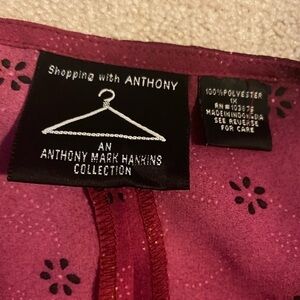 Shopping with ANTHONY
AN
ANTHONY MARK HANKINS
COLLECTION
100% POLYESTER
1X
RN# 103676
MADE IN INDONESIA
SEE REVERSE
FOR CARE